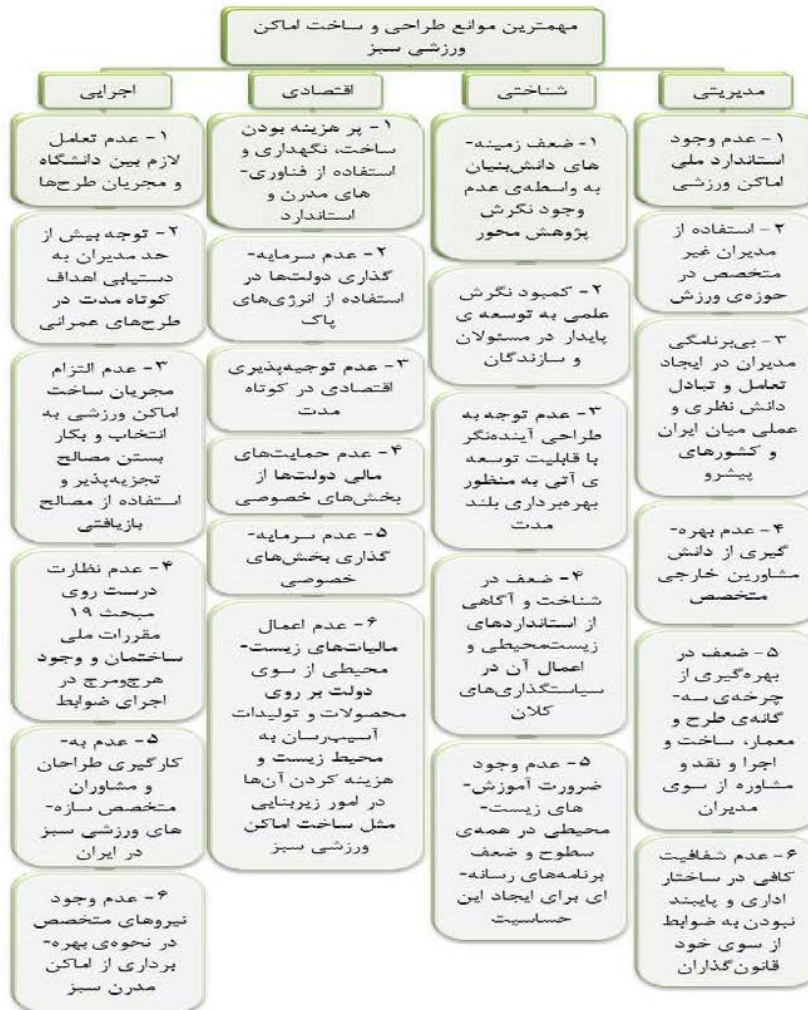 مهمترین موانع طراحی و ساخت اماکن
ورزشی سبز
مدیریتی
۱- عدم وجود
استاندارد ملی
اماکن ورزشی
۲- استفاده از
مدیران غیر
متخصص در
حوزه‌ی ورزش
۳- بی‌برنامگی
مدیران در ایجاد
تعامل و تبادل
دانش نظری و
عملی میان ایران
و کشورهای
پیشرو
۴- عدم بهره-
گیری از دانش
مشاورین خارجی
متخصص
۵- ضعف در
بهره‌گیری از
چرخه‌ی سه-
گانه‌ی طرح و
معمار، ساخت و
اجرا و نقد و
مشاوره از سوی
مدیران
۶- عدم شفافیت
کافی در ساختار
اداری و پایبند
نبودن به ضوابط
از سوی خود
قانون‌گذاران
شناختی
۱- ضعف زمینه-
های دانش‌بنیان
به واسطه‌ی عدم
وجود نگرش
پژوهش محور
۲- کمبود نگرش
علمی به توسعه ی
پایدار در مسئولان
و سازندگان
۳- عدم توجه به
طراحی آینده‌نگر
با قابلیت توسعه
ی آتی به منظور
بهره‌برداری بلند
مدت
۴- ضعف در
شناخت و آگاهی
از استانداردهای
زیست‌محیطی و
اعمال آن در
سیاستگذاری‌های
کلان
۵- عدم وجود
ضرورت آموزش-
های زیست-
محیطی در همه‌ی
سطوح و ضعف
برنامه‌های رسانه-
ای برای ایجاد این
حساسیت
اقتصادی
۱- پر هزینه بودن
ساخت، نگهداری و
استفاده از فناوری-
های مدرن و
استاندارد
۲- عدم سرمایه-
گذاری دولت‌ها در
استفاده از انرژی‌های
پاک
۳- عدم توجیه‌پذیری
اقتصادی در کوتاه
مدت
۴- عدم حمایت‌های
مالی دولت‌ها از
بخش‌های خصوصی
۵- عدم سرمایه-
گذاری بخش‌های
خصوصی
۶- عدم اعمال
مالیات‌های زیست-
محیطی از سوی
دولت بر روی
محصولات و تولیدات
آسیب‌رسان به
محیط زیست و
هزینه کردن آن‌ها
در امور زیربنایی
مثل ساخت اماکن
ورزشی سبز
اجرایی
۱- عدم تعامل
لازم بین دانشگاه
و مجریان طرح‌ها
۲- توجه بیش از
حد مدیران به
دستیابی اهداف
کوتاه مدت در
طرح‌های عمرانی
۳- عدم التزام
مجریان ساخت
اماکن ورزشی به
انتخاب و بکار
بستن مصالح
تجزیه‌پذیر و
استفاده از مصالح
بازیافتی
۴- عدم نظارت
درست روی
مبحث ۱۹
مقررات ملی
ساختمان و وجود
هرج‌ومرج در
اجرای ضوابط
۵- عدم به-
کارگیری طراحان
و مشاوران
متخصص سازه-
های ورزشی سبز
در ایران
۶- عدم وجود
نیروهای متخصص
در نحوه‌ی بهره-
برداری از اماکن
مدرن سبز